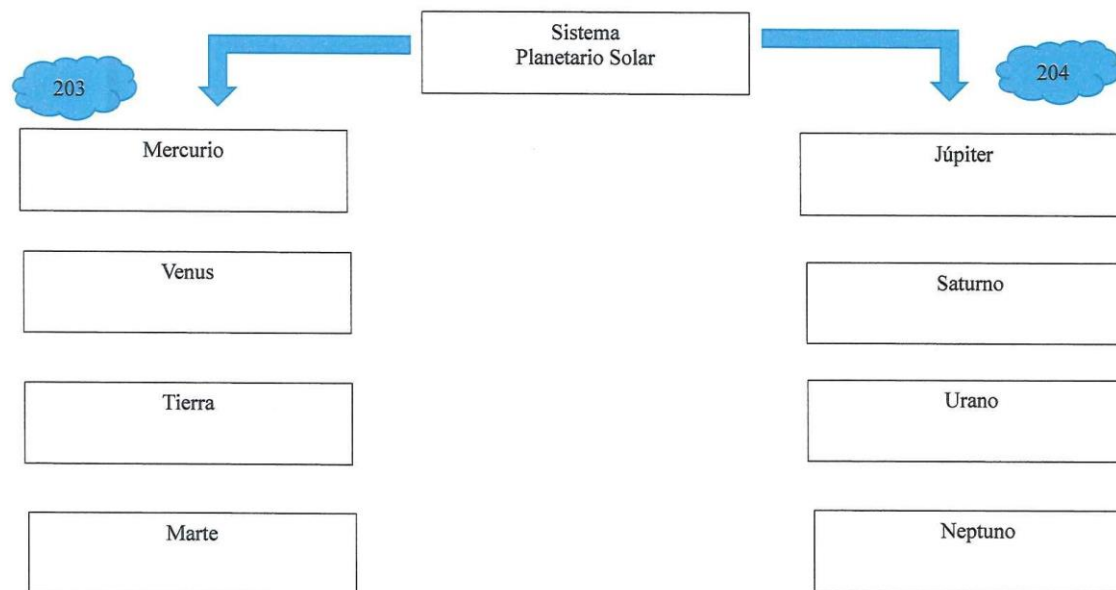 Sistema
Planetario Solar
203
204
Mercurio
Júpiter
Venus
Saturno
Tierra
Urano
Marte
Neptuno